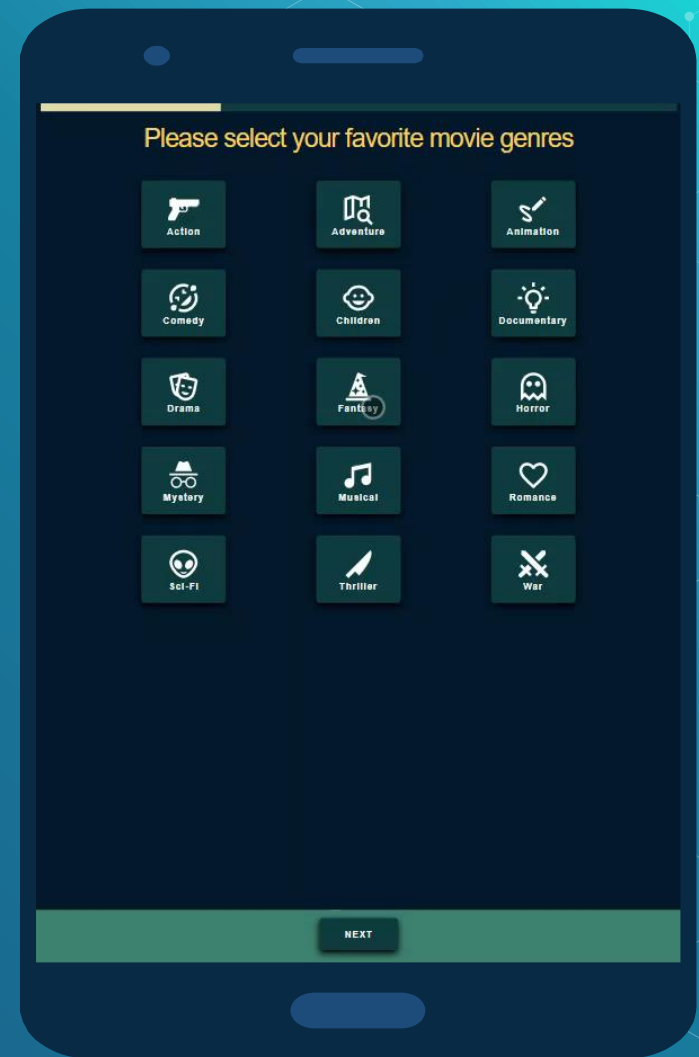 Please select your favorite movie genres
Action Adventure Animation
Comedy Children Documentary
Drama Fantasy Horror
Mystery Musical Romance
Sci-Fi Thriller War
NEXT